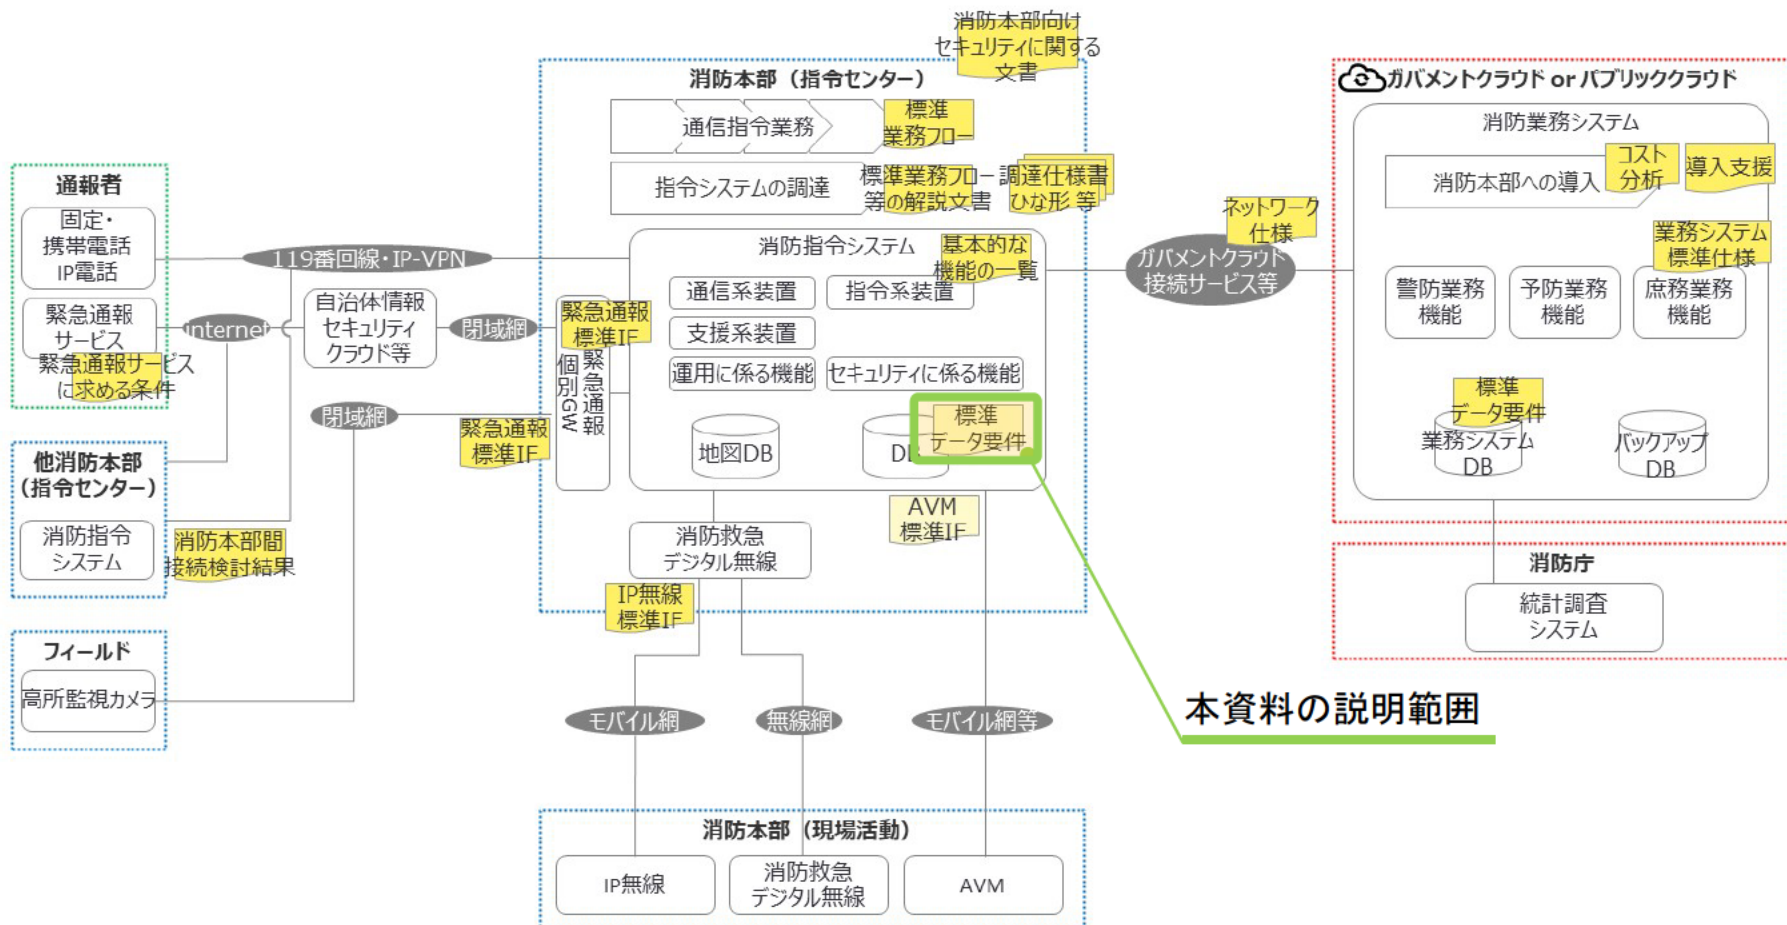 消防本部向け
セキュリティに関する
文書
消防本部（指令センター）
通信指令業務
標準
業務フロー
指令システムの調達
標準業務フロー
等の解説文書
調達仕様書
ひな形 等
ガバメントクラウド or パブリッククラウド
消防業務システム
消防本部への導入
コスト
分析
導入支援
通報者
固定・
携帯電話
IP電話
119番回線・IP-VPN
緊急通報
サービス
緊急通報サービス
に求める条件
internet
自治体情報
セキュリティ
クラウド等
閉域網
緊急通報
標準IF
緊急通報
個別GW
消防指令システム
基本的な
機能の一覧
通信系装置
指令系装置
支援系装置
運用に係る機能
セキュリティに係る機能
地図DB
DB
標準
データ要件
ネットワーク
仕様
ガバメントクラウド
接続サービス等
業務システム
標準仕様
警防業務
機能
予防業務
機能
庶務業務
機能
標準
データ要件
業務システム
DB
バックアップ
DB
閉域網
緊急通報
標準IF
他消防本部
（指令センター）
消防指令
システム
消防本部間
接続検討結果
AVM
標準IF
消防救急
デジタル無線
IP無線
標準IF
消防庁
統計調査
システム
フィールド
高所監視カメラ
モバイル網
無線網
モバイル網等
本資料の説明範囲
消防本部（現場活動）
IP無線
消防救急
デジタル無線
AVM